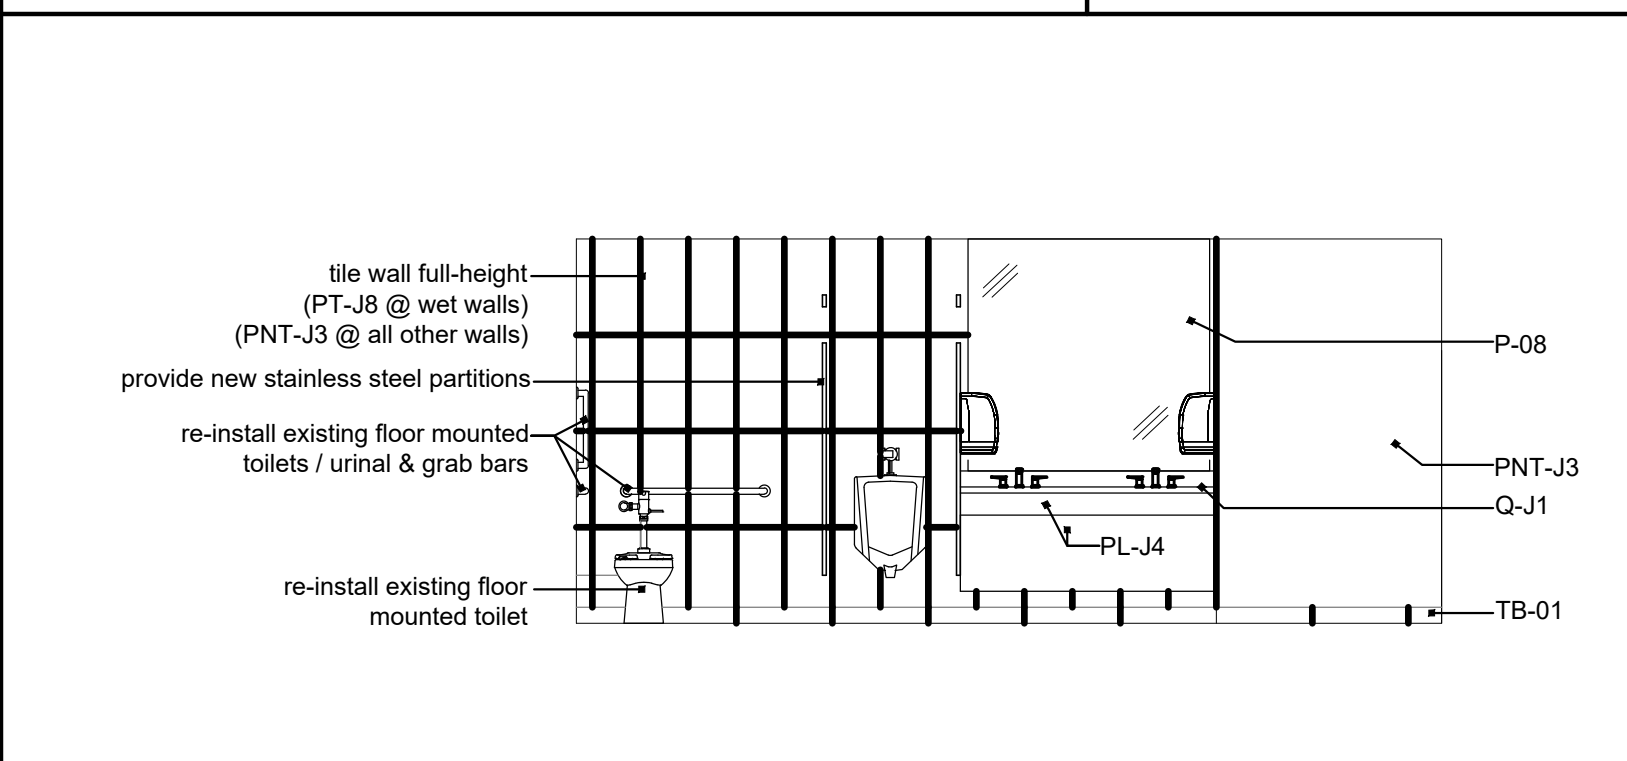 tile wall full-height
(PT-J8 @ wet walls)
(PNT-J3 @ all other walls)
provide new stainless steel partitions
re-install existing floor mounted
toilets / urinal & grab bars
re-install existing floor
mounted toilet
P-08
PNT-J3
Q-J1
PL-J4
TB-01